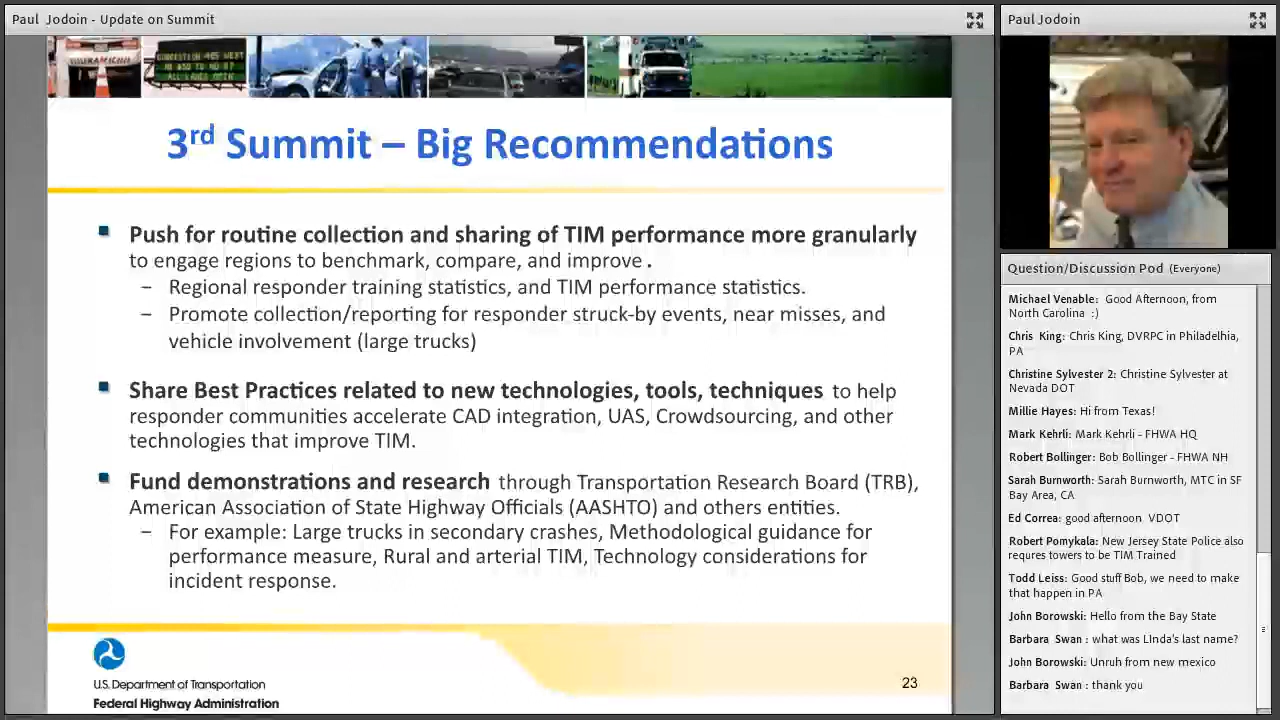 Paul Jodoin - Update on Summit
3rd Summit – Big Recommendations
Push for routine collection and sharing of TIM performance more granularly
to engage regions to benchmark, compare, and improve .
– Regional responder training statistics, and TIM performance statistics.
– Promote collection/reporting for responder struck-by events, near misses, and
vehicle involvement (large trucks)
Share Best Practices related to new technologies, tools, techniques to help
responder communities accelerate CAD integration, UAS, Crowdsourcing, and other
technologies that improve TIM.
Fund demonstrations and research through Transportation Research Board (TRB),
American Association of State Highway Officials (AASHTO) and others entities.
– For example: Large trucks in secondary crashes, Methodological guidance for
performance measure, Rural and arterial TIM, Technology considerations for
incident response.
U.S. Department of Transportation
Federal Highway Administration
23
Paul Jodoin
Question/Discussion Pod (Everyone)
Michael Venable: Good Afternoon, from
North Carolina :)
Chris King: Chris King, DVRPC in Philadelhia,
PA
Christine Sylvester 2: Christine Sylvester at
Nevada DOT
Millie Hayes: Hi from Texas!
Mark Kehrli: Mark Kehrli - FHWA HQ
Robert Bollinger: Bob Bollinger - FHWA NH
Sarah Burnworth: Sarah Burnworth, MTC in SF
Bay Area, CA
Ed Correa: good afternoon VDOT
Robert Pomykala: New Jersey State Police also
requres towers to be TIM Trained
Todd Leiss: Good stuff Bob, we need to make
that happen in PA
John Borowski: Hello from the Bay State
Barbara Swan : what was LInda's last name?
John Borowski: Unruh from new mexico
Barbara Swan : thank you